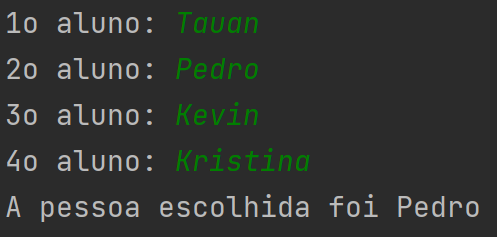 1o aluno: Tauan
2o aluno: Pedro
3o aluno: Kevin
4o aluno: Kristina
A pessoa escolhida foi Pedro